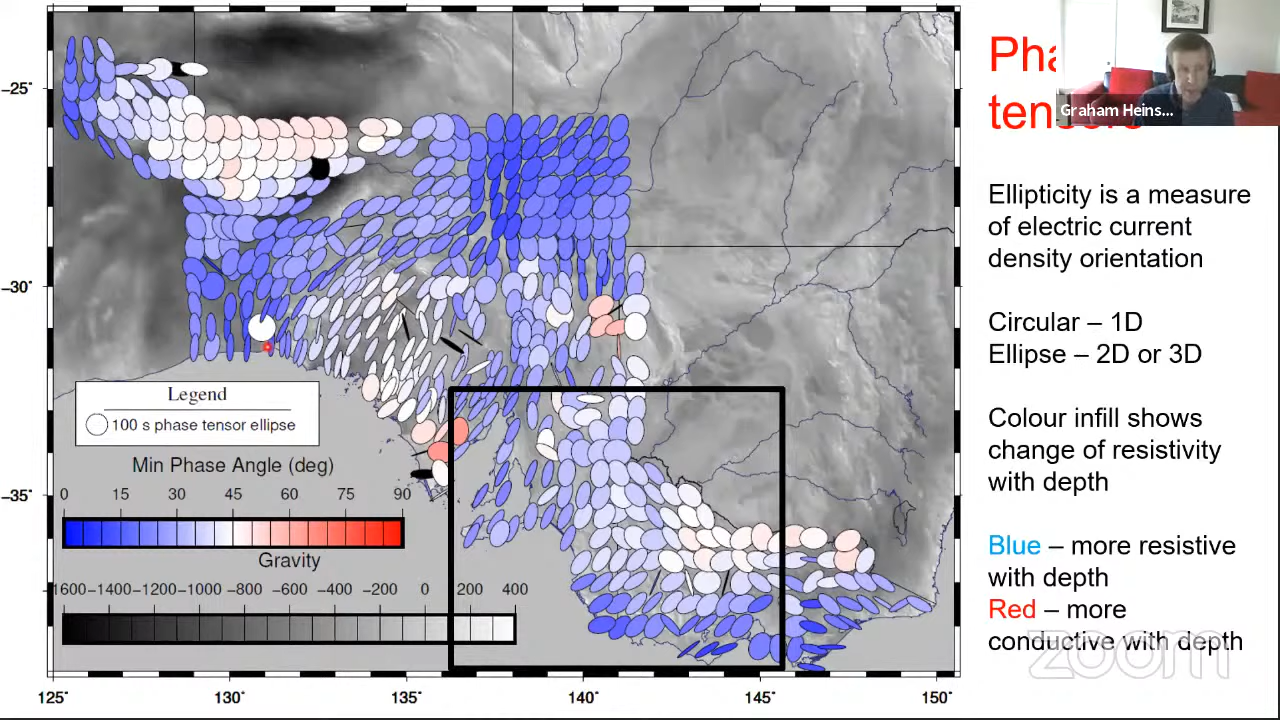 Pha
tensors
Graham Heins...
Ellipticity is a measure
of electric current
density orientation
Circular – 1D
Ellipse – 2D or 3D
Colour infill shows
change of resistivity
with depth
Blue – more resistive
with depth
Red – more
conductive with depth
zoom
−25°
−30°
−35°
Legend
100 s phase tensor ellipse
Min Phase Angle (deg)
0 15 30 45 60 75 90
Gravity
−1600 −1400 −1200 −1000 −800 −600 −400 −200 0 200 400
125° 130° 135° 140° 145° 150°